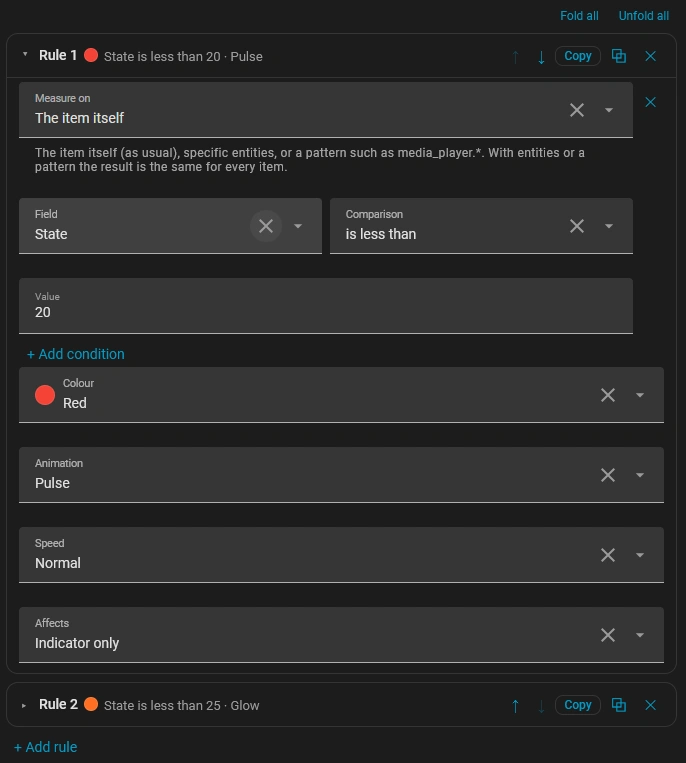 Fold all Unfold all
Rule 1 State is less than 20 · Pulse Copy
Measure on
The item itself
The item itself (as usual), specific entities, or a pattern such as media_player.*. With entities or a
pattern the result is the same for every item.
Field
State
Comparison
is less than
Value
20
+ Add condition
Colour
Red
Animation
Pulse
Speed
Normal
Affects
Indicator only
Rule 2 State is less than 25 · Glow Copy
+ Add rule